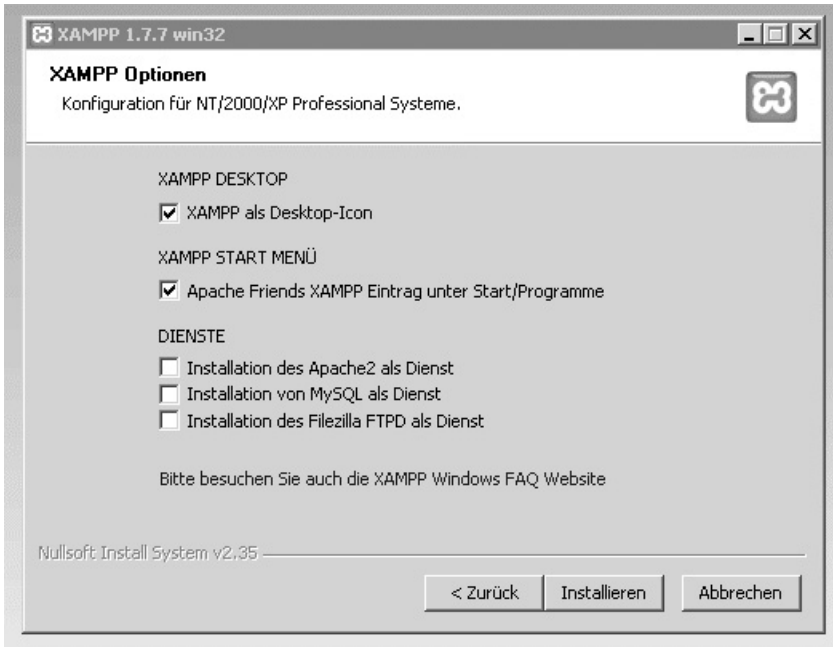 XAMPP 1.7.7 win32
XAMPP Optionen
Konfiguration für NT/2000/XP Professional Systeme.
XAMPP DESKTOP
XAMPP als Desktop-Icon
XAMPP START MENÜ
Apache Friends XAMPP Eintrag unter Start/Programme
DIENSTE
Installation des Apache2 als Dienst
Installation von MySQL als Dienst
Installation des Filezilla FTPD als Dienst
Bitte besuchen Sie auch die XAMPP Windows FAQ Website
Nullsoft Install System v2.35
< Zurück Installieren Abbrechen